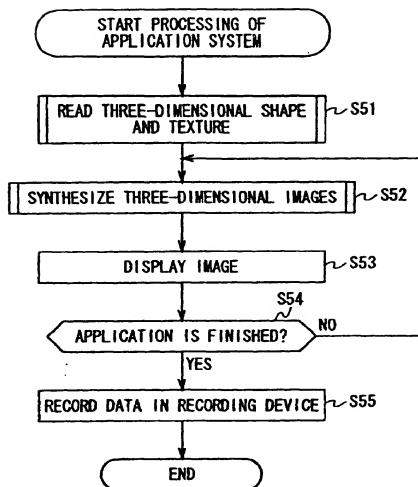 START PROCESSING OF
APPLICATION SYSTEM
READ THREE-DIMENSIONAL SHAPE
AND TEXTURE
S51
SYNTHESIZE THREE-DIMENSIONAL IMAGES
S52
DISPLAY IMAGE
S53
S54
APPLICATION IS FINISHED?
NO
YES
RECORD DATA IN RECORDING DEVICE
S55
END